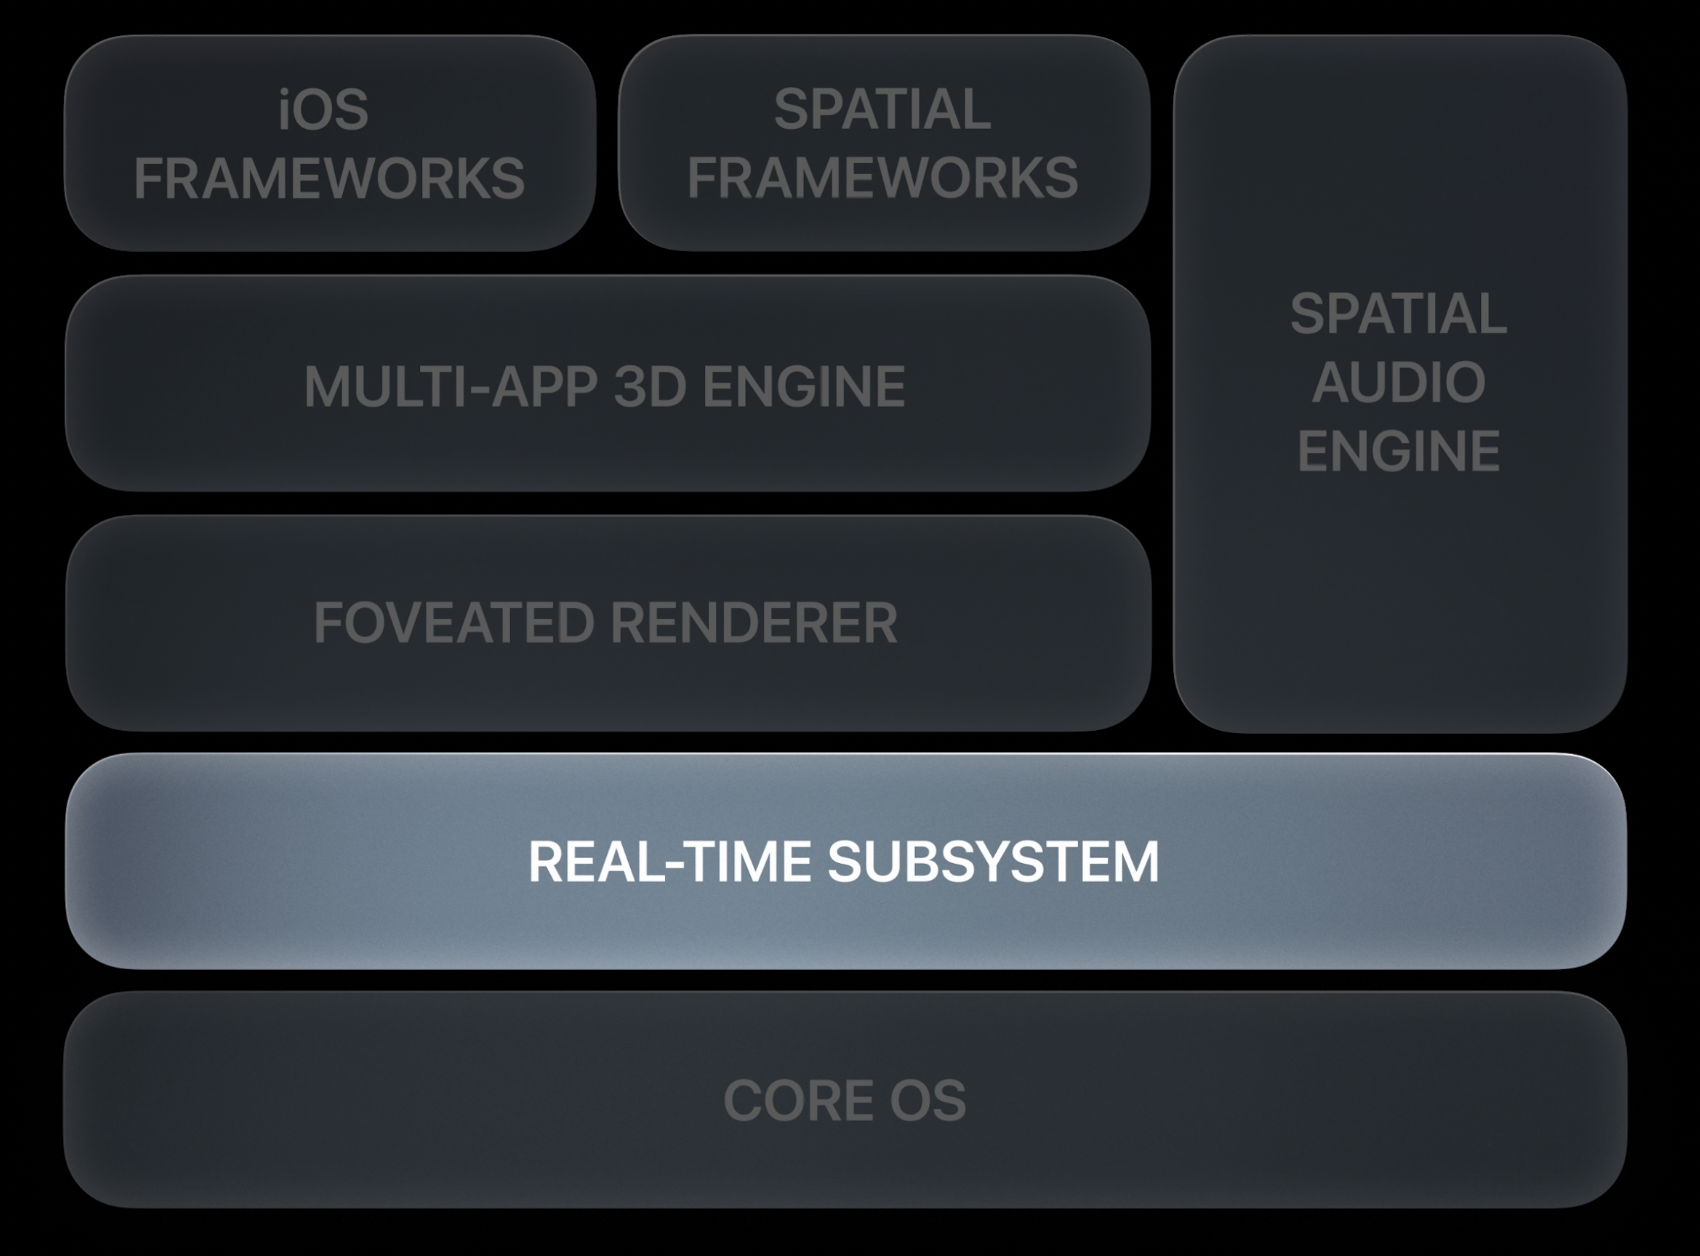 iOS
FRAMEWORKS
SPATIAL
FRAMEWORKS
SPATIAL
AUDIO
ENGINE
MULTI-APP 3D ENGINE
FOVEATED RENDERER
REAL-TIME SUBSYSTEM
CORE OS